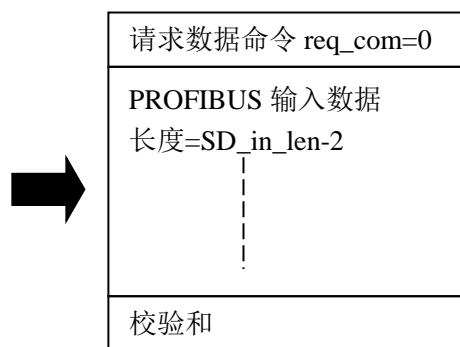 请求数据命令 req_com=0
PROFIBUS 输入数据
长度=SD_in_len-2
校验和